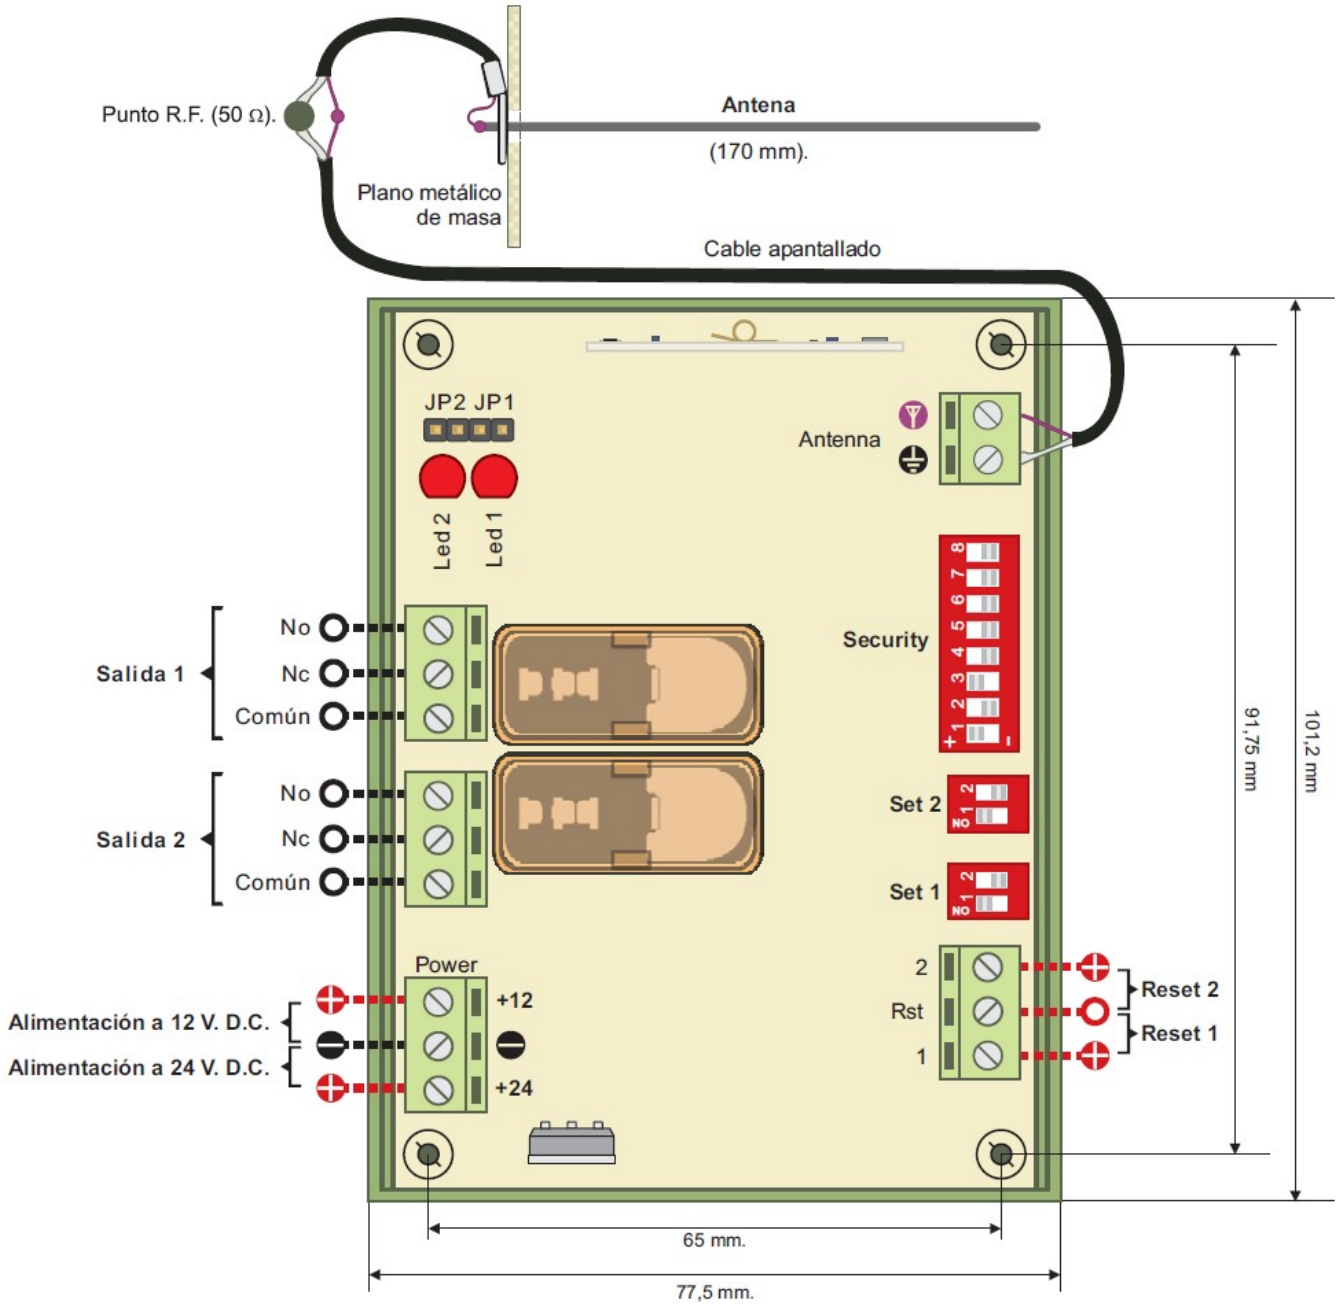 Punto R.F. (50 Ω).
Antena
(170 mm).
Plano metálico
de masa
Cable apantallado
JP2 JP1
Antenna
Led 2
Led 1
8
7
6
5
4
3
2
1
+ -
Security
No
Nc
Común
Salida 1
No
Nc
Común
Salida 2
Set 2
2
1
NO
Set 1
2
1
NO
Power
+12
+24
Alimentación a 12 V. D.C.
Alimentación a 24 V. D.C.
2
Rst
1
Reset 2
Reset 1
91,75 mm
101,2 mm
65 mm.
77,5 mm.